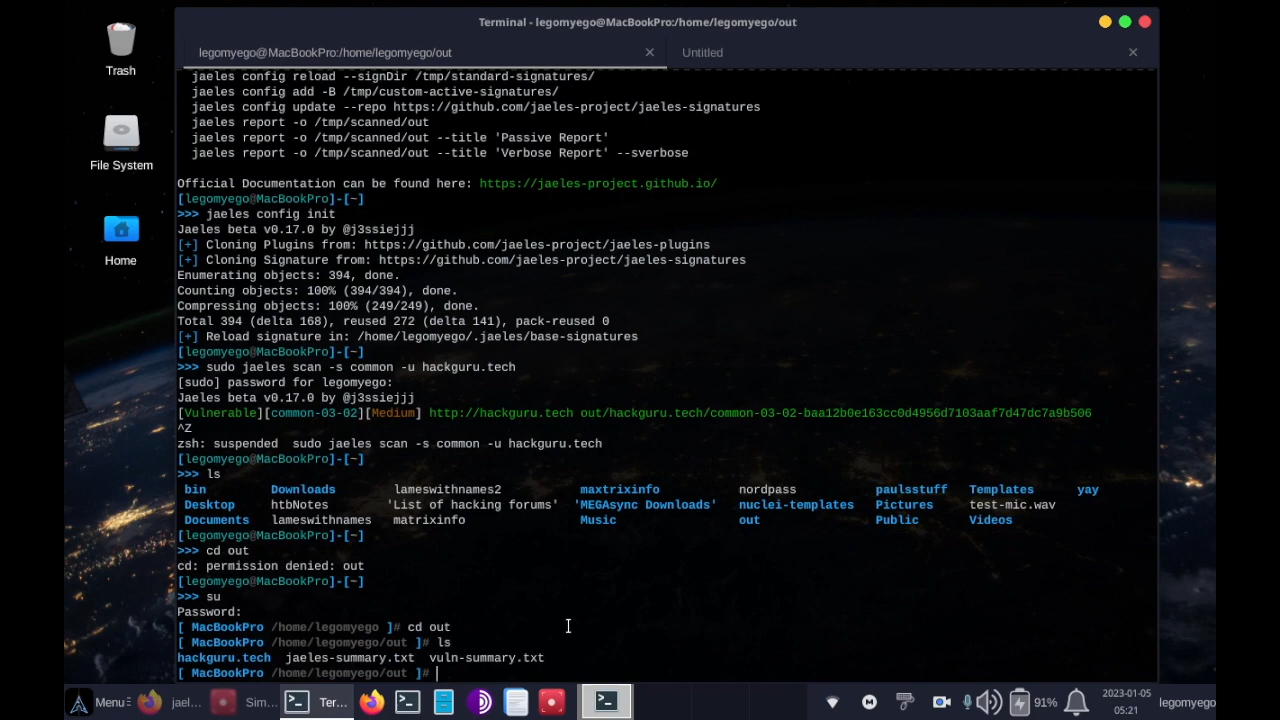 Terminal - legomyego@MacBookPro:/home/legomyego/out
legomyego@MacBookPro:/home/legomyego/out
Untitled
Trash
File System
Home
jaeles config reload --signDir /tmp/standard-signatures/
jaeles config add -B /tmp/custom-active-signatures/
jaeles config update --repo https://github.com/jaeles-project/jaeles-signatures
jaeles report -o /tmp/scanned/out
jaeles report -o /tmp/scanned/out --title 'Passive Report'
jaeles report -o /tmp/scanned/out --title 'Verbose Report' --sverbose
Official Documentation can be found here: https://jaeles-project.github.io/
[legomyego@MacBookPro]-[~]
>>> jaeles config init
Jaeles beta v0.17.0 by @j3ssiejjj
[+] Cloning Plugins from: https://github.com/jaeles-project/jaeles-plugins
[+] Cloning Signature from: https://github.com/jaeles-project/jaeles-signatures
Enumerating objects: 394, done.
Counting objects: 100% (394/394), done.
Compressing objects: 100% (249/249), done.
Total 394 (delta 168), reused 272 (delta 141), pack-reused 0
[+] Reload signature in: /home/legomyego/.jaeles/base-signatures
[legomyego@MacBookPro]-[~]
>>> sudo jaeles scan -s common -u hackguru.tech
[sudo] password for legomyego:
Jaeles beta v0.17.0 by @j3ssiejjj
[Vulnerable][common-03-02][Medium] http://hackguru.tech out/hackguru.tech/common-03-02-baa12b0e163cc0d4956d7103aaf7d47dc7a9b506
^Z
zsh: suspended  sudo jaeles scan -s common -u hackguru.tech
[legomyego@MacBookPro]-[~]
>>> ls
bin Downloads lameswithnames2 maxtrixinfo nordpass paulsstuff Templates yay
Desktop htbNotes 'List of hacking forums' 'MEGAsync Downloads' nuclei-templates Pictures test-mic.wav
Documents lameswithnames matrixinfo Music out Public Videos
[legomyego@MacBookPro]-[~]
>>> cd out
cd: permission denied: out
[legomyego@MacBookPro]-[~]
>>> su
Password:
[ MacBookPro /home/legomyego ]# cd out
[ MacBookPro /home/legomyego/out ]# ls
hackguru.tech  jaeles-summary.txt  vuln-summary.txt
[ MacBookPro /home/legomyego/out ]#
Menu
jael...
Sim...
Ter...
M
91%
2023-01-05
05:21
legomyego